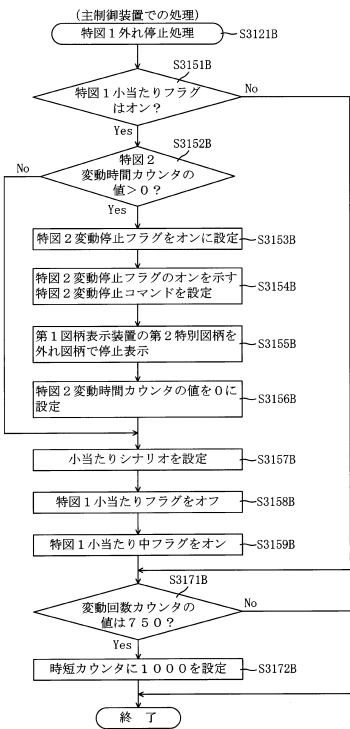 （主制御装置での処理）
特図１外れ停止処理
S3121B
S3151B
特図１小当たりフラグ
はオン？
No
Yes
S3152B
No
特図２
変動時間カウンタの
値＞０？
Yes
特図２変動停止フラグをオンに設定
S3153B
特図２変動停止フラグのオンを示す
特図２変動停止コマンドを設定
S3154B
第１図柄表示装置の第２特別図柄を
外れ図柄で停止表示
S3155B
特図２変動時間カウンタの値を０に
設定
S3156B
小当たりシナリオを設定
S3157B
特図１小当たりフラグをオフ
S3158B
特図１小当たり中フラグをオン
S3159B
S3171B
変動回数カウンタの
値は７５０？
No
Yes
時短カウンタに１０００を設定
S3172B
終　了